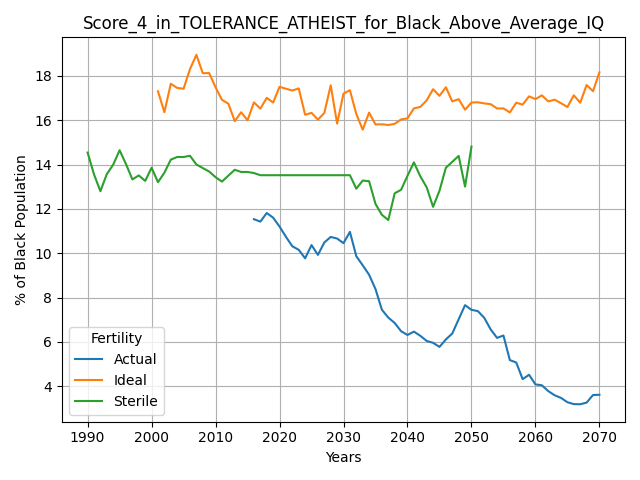 Score_4_in_TOLERANCE_ATHEIST_for_Black_Above_Average_IQ
% of Black Population
18
16
14
12
10
8
6
4
Fertility
Actual
Ideal
Sterile
1990 2000 2010 2020 2030 2040 2050 2060 2070
Years